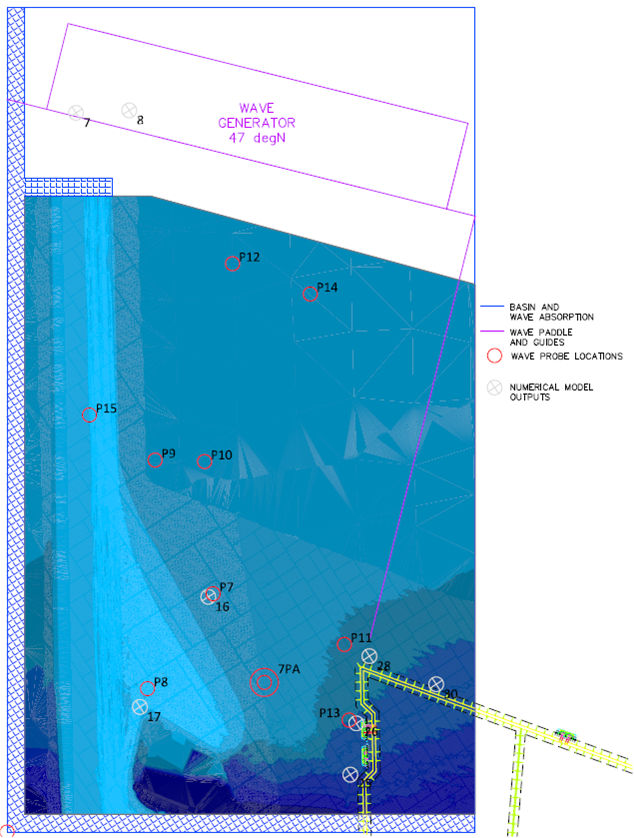 WAVE
GENERATOR
47 degN
7
8
P12
P14
BASIN AND
WAVE ABSORPTION
WAVE PADDLE
AND GUIDES
WAVE PROBE LOCATIONS
NUMERICAL MODEL
OUTPUTS
P15
P9
P10
P7
16
P11
28
7PA
P8
30
17
P13